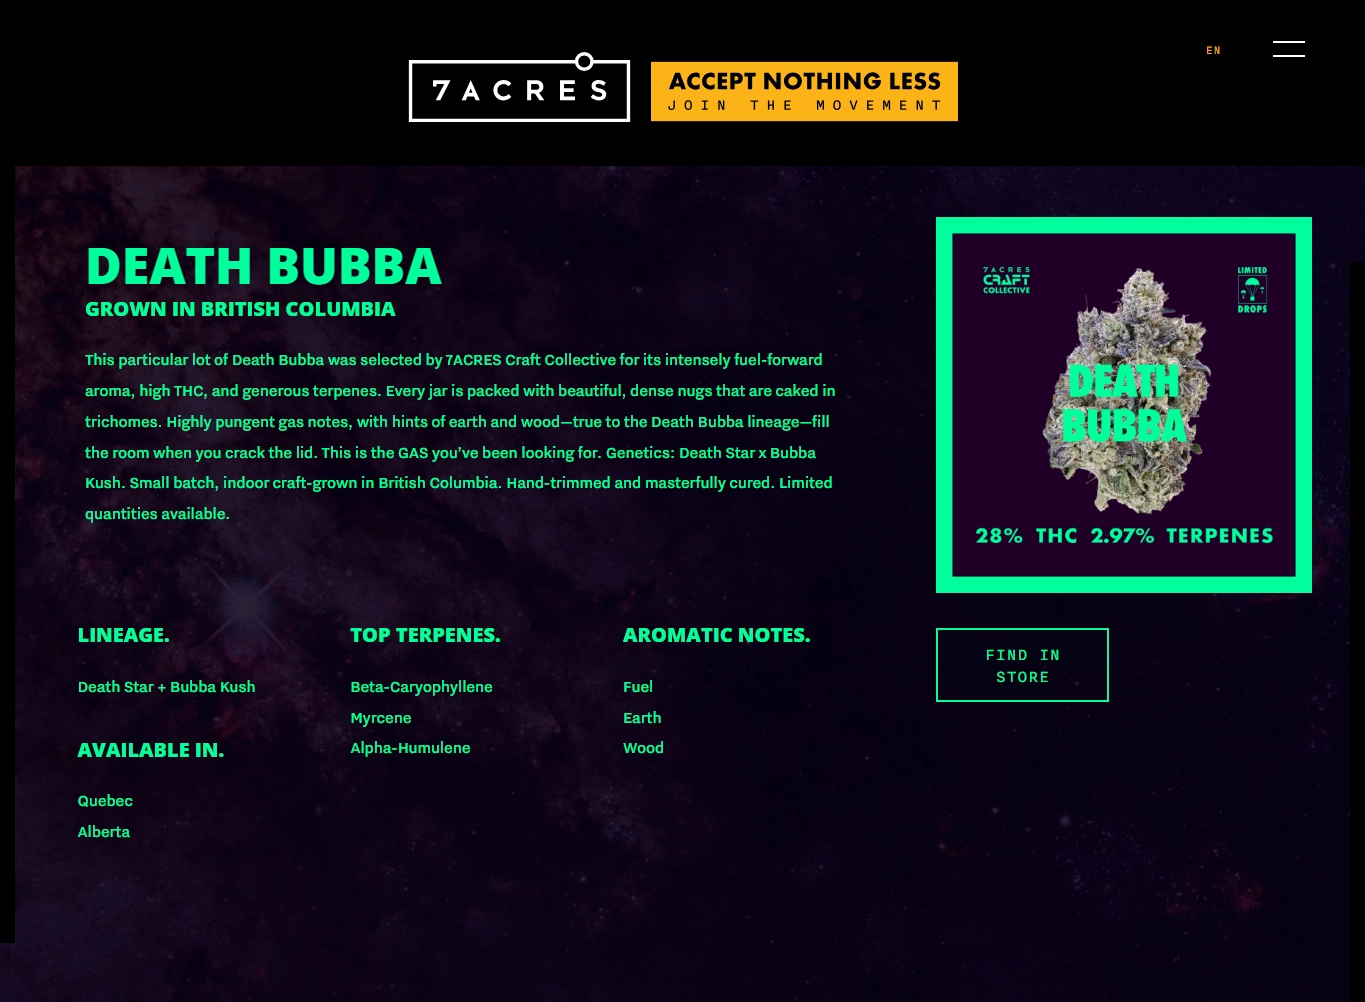 EN
7 ACRES
ACCEPT NOTHING LESS
JOIN THE MOVEMENT
DEATH BUBBA
GROWN IN BRITISH COLUMBIA
This particular lot of Death Bubba was selected by 7ACRES Craft Collective for its intensely fuel-forward
aroma, high THC, and generous terpenes. Every jar is packed with beautiful, dense nugs that are caked in
trichomes. Highly pungent gas notes, with hints of earth and wood—true to the Death Bubba lineage—fill
the room when you crack the lid. This is the GAS you’ve been looking for. Genetics: Death Star x Bubba
Kush. Small batch, indoor craft-grown in British Columbia. Hand-trimmed and masterfully cured. Limited
quantities available.
7ACRES
CRAFT
COLLECTIVE
LIMITED
DROPS
DEATH
BUBBA
28% THC 2.97% TERPENES
LINEAGE.
Death Star + Bubba Kush
AVAILABLE IN.
Quebec
Alberta
TOP TERPENES.
Beta-Caryophyllene
Myrcene
Alpha-Humulene
AROMATIC NOTES.
Fuel
Earth
Wood
FIND IN
STORE